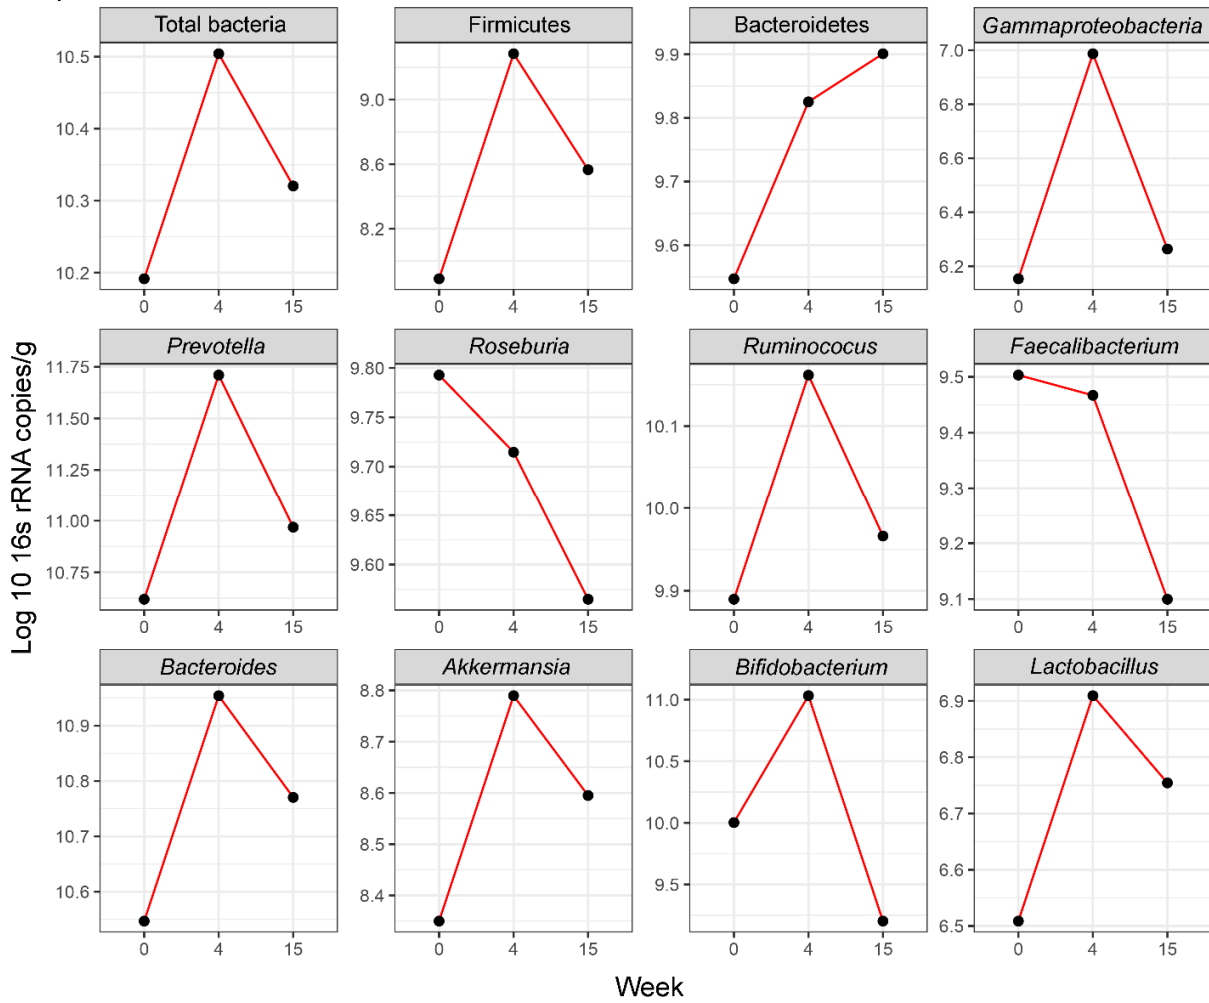 Total bacteria
Firmicutes
Bacteroidetes
Gammaproteobacteria
10.5
10.4
10.3
10.2
0 4 15
9.0
8.6
8.2
0 4 15
9.9
9.8
9.7
9.6
0 4 15
7.0
6.8
6.6
6.4
6.2
0 4 15
Log 10 16s rRNA copies/g
Prevotella
Roseburia
Ruminococus
Faecalibacterium
11.75
11.50
11.25
11.00
10.75
0 4 15
9.80
9.75
9.70
9.65
9.60
0 4 15
10.1
10.0
9.9
0 4 15
9.5
9.4
9.3
9.2
9.1
0 4 15
Bacteroides
Akkermansia
Bifidobacterium
Lactobacillus
10.9
10.8
10.7
10.6
0 4 15
8.8
8.7
8.6
8.5
8.4
0 4 15
11.0
10.5
10.0
9.5
0 4 15
6.9
6.8
6.7
6.6
6.5
0 4 15
Week